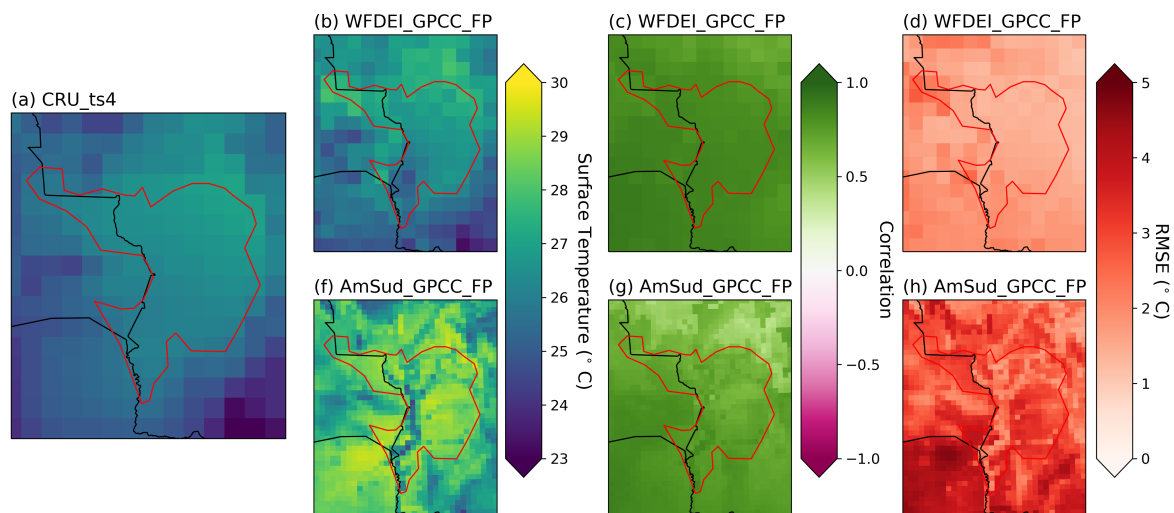 (a) CRU_ts4
(b) WFDEI_GPCC_FP
(c) WFDEI_GPCC_FP
(d) WFDEI_GPCC_FP
(f) AmSud_GPCC_FP
(g) AmSud_GPCC_FP
(h) AmSud_GPCC_FP
30
29
28
27
26
25
24
23
Surface Temperature (°C)
1.0
0.5
0.0
−0.5
−1.0
Correlation
5
4
3
2
1
0
RMSE (°C)